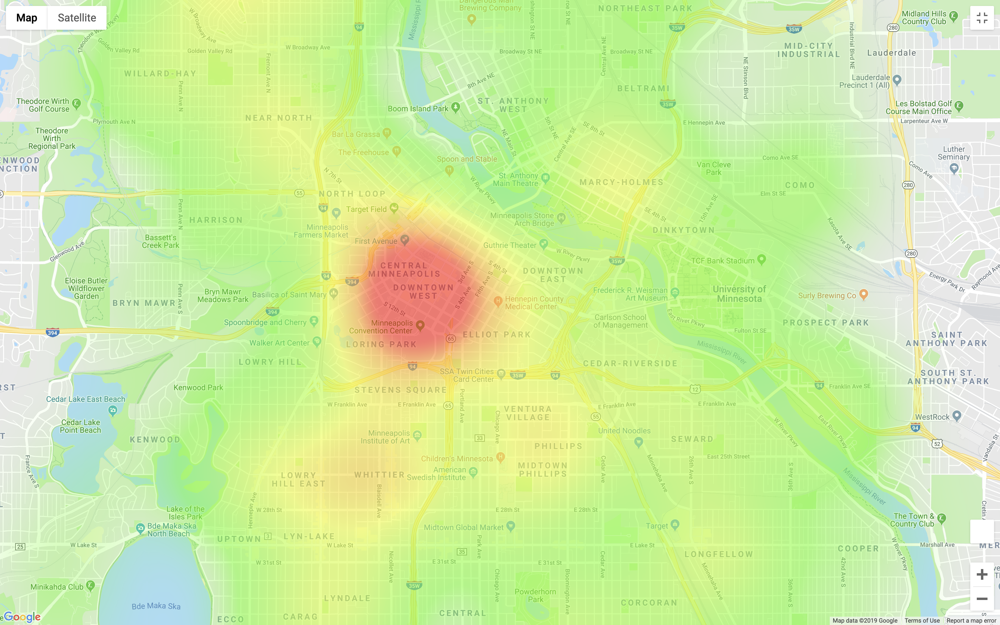 Map
Satellite
Dangerous Man
Brewing Company
NORTHEAST PARK
Midland Hills
Country Club
Mississippi R
W Broadway Ave
Theodore Wirth Pkwy
Golden Valley Rd
Golden Valley Rd
W Broadway Ave
94
35W
35W
280
Broadway St NE
Central Ave NE
Broadway St NE
MID-CITY
INDUSTRIAL
Industrial Blvd NE
Lauderdale
NE Stinson Blvd
WILLARD-HAY
Penn Ave N
Fremont Ave N
8th Ave NE
BELTRAMI
Lauderdale
Precinct 1 (All)
Theodore Wirth
Golf Course
Boom Island Park
ST. ANTHONY
WEST
35W
Les Bolstad Golf
Course Main Office
Plymouth Ave N
NEAR NORTH
5th St NE
SE 8th St
E Hennepin Ave
Larpenteur Ave W
Theodore
Wirth
Regional Park
Bar La Grassa
The Freehouse
NE Main St
Central Ave SE
Spoon and Stable
Luther
Seminary
Como Ave SE
Como Ave
Van Cleve
Park
N 7th St
St. Anthony
Main Theatre
MARCY-HOLMES
COMO
280
W River Pkwy
55
NORTH LOOP
Elm St SE
Penn Ave N
94
Target Field
HARRISON
Minneapolis Stone
Arch Bridge
SE 4th St
15th Ave SE
Kasota Ave SE
Minneapolis
Farmers Market
DINKYTOWN
Bassett's
Creek Park
First Avenue
Guthrie Theater
W River Pkwy
Glenwood Ave
35W
TCF Bank Stadium
280
CENTRAL
MINNEAPOLIS
3rd Ave S
S 4th St
DOWNTOWN
EAST
94
394
Fifth Ave S
Energy Park Dr
Raymond Ave
Eloise Butler
Wildflower
Garden
Penn Ave S
Bryn Mawr
Meadows Park
Basilica of Saint Mary
DOWNTOWN
WEST
S 4th Ave
Frederick R. Weisman
Art Museum
University of
Minnesota
Surly Brewing Co
BRYN MAWR
394
S 12th St
Hennepin County
Medical Center
Spoonbridge and Cherry
East River Pkwy
Carlson School
of Management
PROSPECT PARK
394
Minneapolis
Convention Center
ELLIOT PARK
Fulton St SE
Walker Art Center
LORING PARK
65
Mississippi River
SAINT
ANTHONY PARK
LOWRY HILL
94
CEDAR-RIVERSIDE
SSA Twin Cities
Card Center
35W
94
SOUTH ST.
ANTHONY PARK
Kenwood Park
STEVENS SQUARE
12
94
Franklin Ave SE
Cedar Lake East Beach
W Franklin Ave
E Franklin Ave
65
Portland Ave
E Franklin Ave
E Franklin Ave
VENTURA
VILLAGE
Chicago Ave
55
WestRock
Cedar Lake
Point Beach
W River Pkwy
East River Pkwy
94
KENWOOD
Minneapolis
Institute of Art
33
United Noodles
SEWARD
52
Vandalia St
PHILLIPS
France Ave S
Children's Minnesota
Cedar Ave
Minnehaha Ave
East 25th Street
26th Ave S
36th Ave S
LOWRY
HILL EAST
WHITTIER
American
Swedish Institute
MIDTOWN
PHILLIPS
Mississippi River
Hennepin Ave
Blaisdell Ave
Lake of the
Isles Park
W 28th St
E 28th St
E 28th St
The Town &
Country Club
Bde Maka Ska
North Beach
Midtown Global Market
Target
UPTOWN
3
LYN-LAKE
25
W Lake St
W Lake St
Park Ave
E Lake St
Marshall Ave
35
LONGFELLOW
COOPER
W River Pkwy
W 31st St
Nicollet Ave
E 31st St
E 31st St
Cedar Ave
Minnehaha Ave
42nd Ave S
Minikahda Club
35W
Chicago Ave
Bloomington Ave
36th Ave S
Powderhorn
Park
LYNDALE
CORCORAN
Bde Maka Ska
CENTRAL
Google
ECCO
CARAG
Map data ©2019 Google
Terms of Use
Report a map error